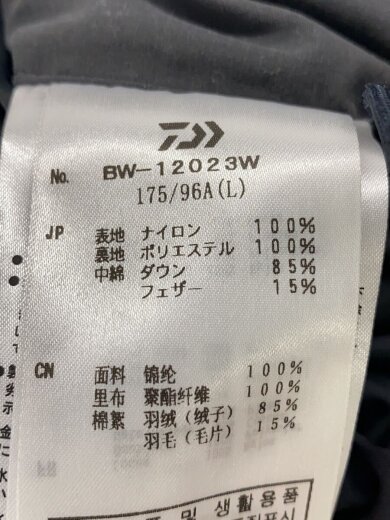 No. BW-12023W
175/96A(L)
JP 表地 ナイロン 100%
裏地 ポリエステル 100%
中綿 ダウン 85%
フェザー 15%
CN 面料 锦纶 100%
里布 聚酯纤维 100%
棉絮 羽绒(绒子) 85%
羽毛(毛片) 15%
및 생활용품